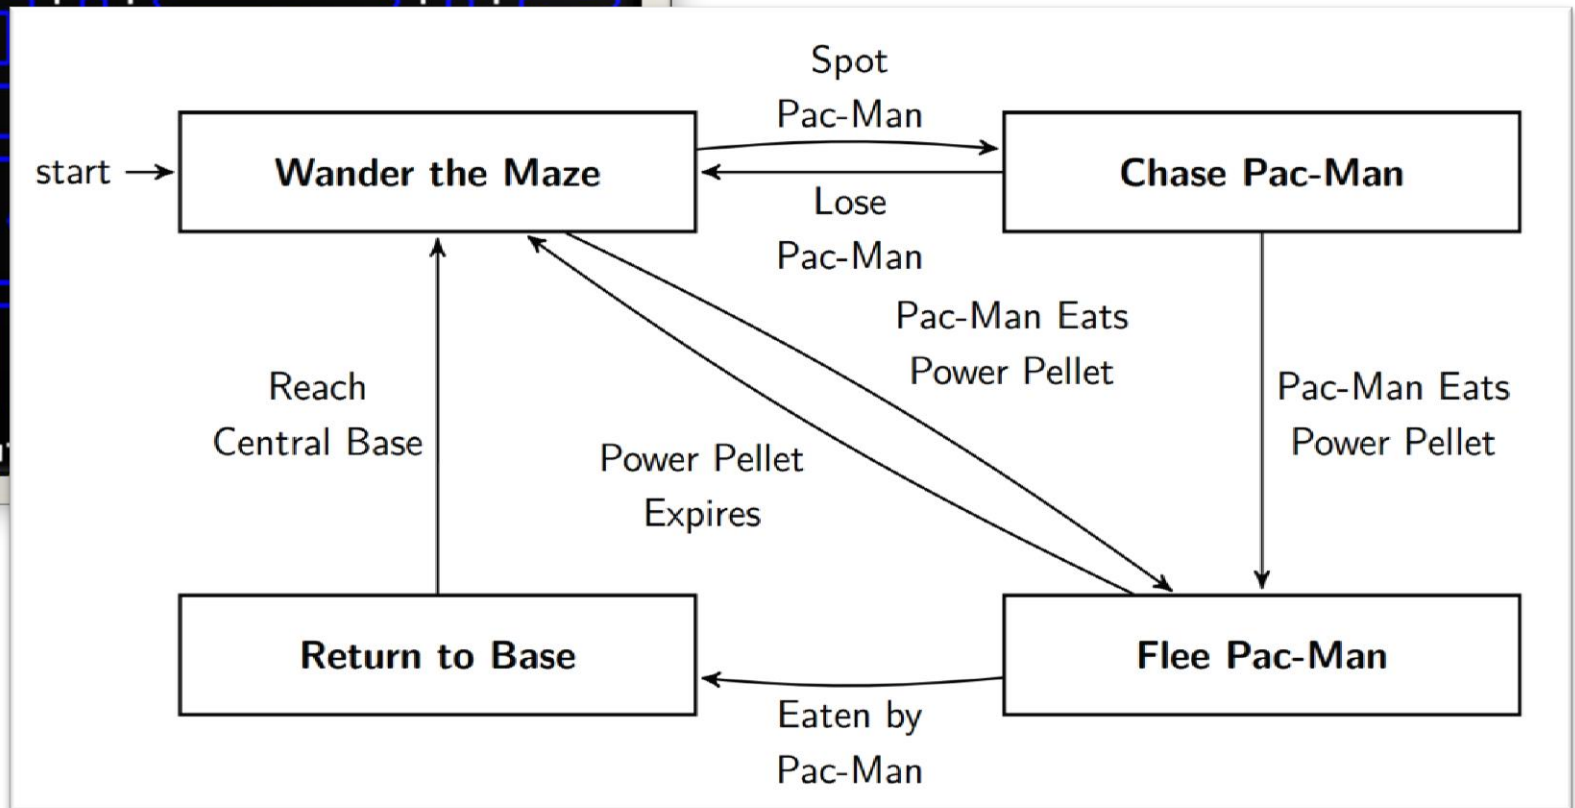 Spot
Pac-Man
start
Wander the Maze
Chase Pac-Man
Lose
Pac-Man
Pac-Man Eats
Power Pellet
Reach
Central Base
Pac-Man Eats
Power Pellet
Power Pellet
Expires
Return to Base
Flee Pac-Man
Eaten by
Pac-Man